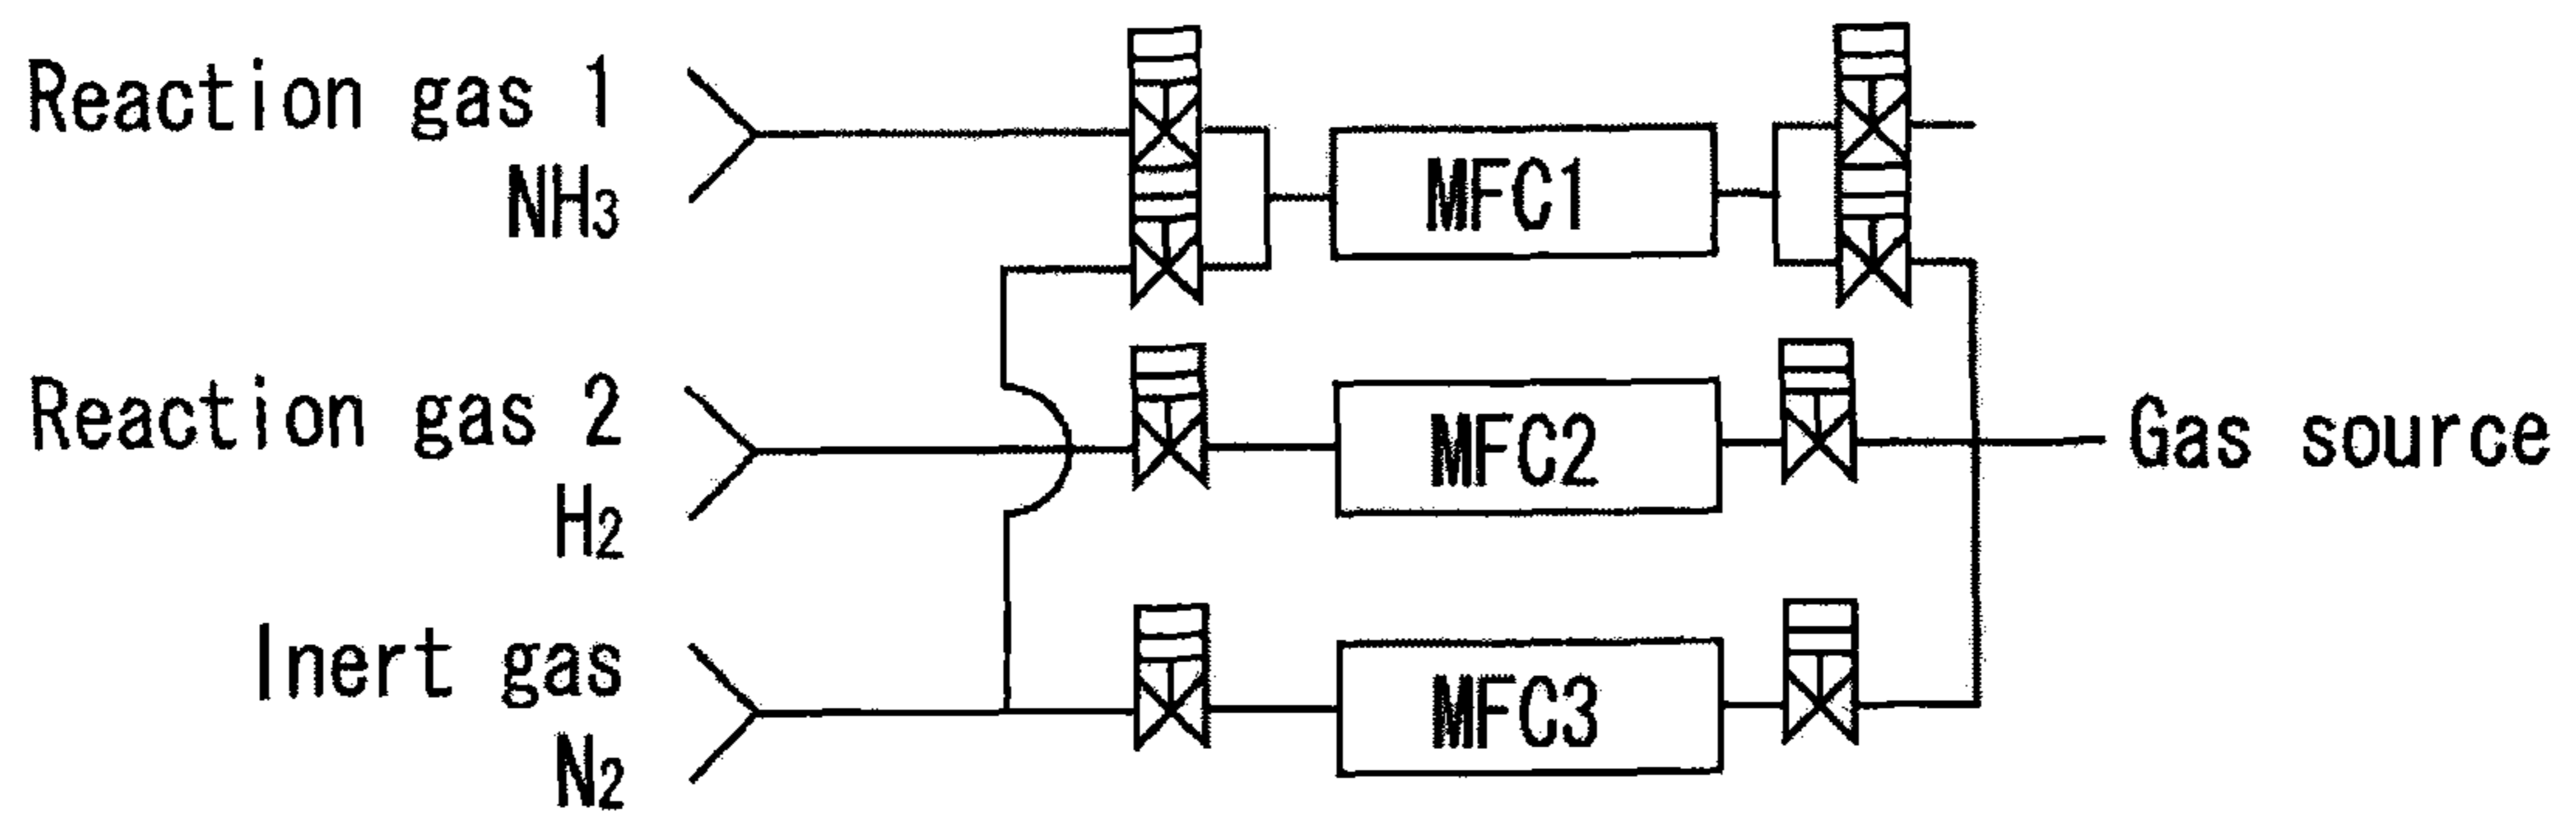 Reaction gas 1
NH3
MFC1
Reaction gas 2
H2
MFC2
Gas source
Inert gas
N2
MFC3